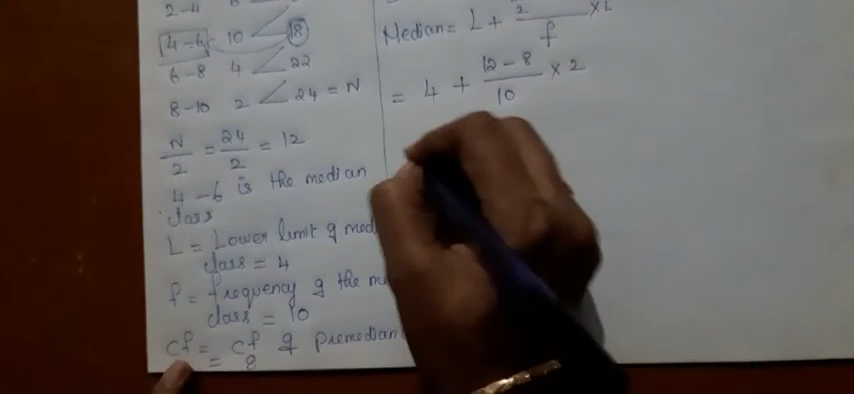 2-4
4-6 10 18
6-8 4 22
8-10 2 24 = N
N/2 = 24/2 = 12
4-6 is the median
class
L = Lower limit of
class = 4
f = frequency of the
class = 10
cf = cf of Premedian
= 8
Median = L +
f
= 4 + 12-8/10 × 2